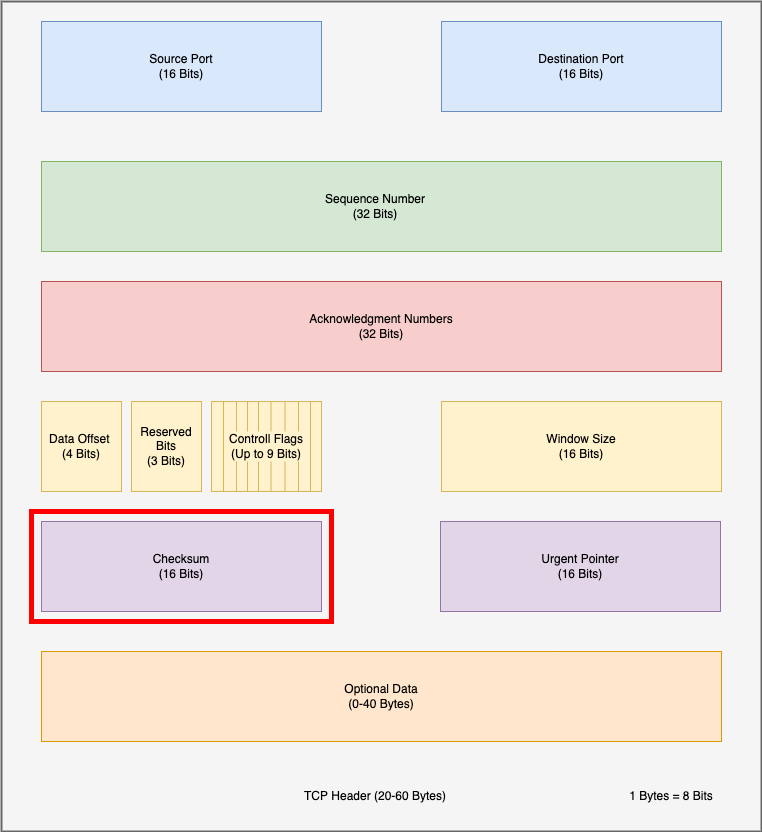 Source Port
(16 Bits)
Destination Port
(16 Bits)
Sequence Number
(32 Bits)
Acknowledgment Numbers
(32 Bits)
Data Offset
(4 Bits)
Reserved
Bits
(3 Bits)
Controll Flags
(Up to 9 Bits)
Window Size
(16 Bits)
Checksum
(16 Bits)
Urgent Pointer
(16 Bits)
Optional Data
(0-40 Bytes)
TCP Header (20-60 Bytes)
1 Bytes = 8 Bits